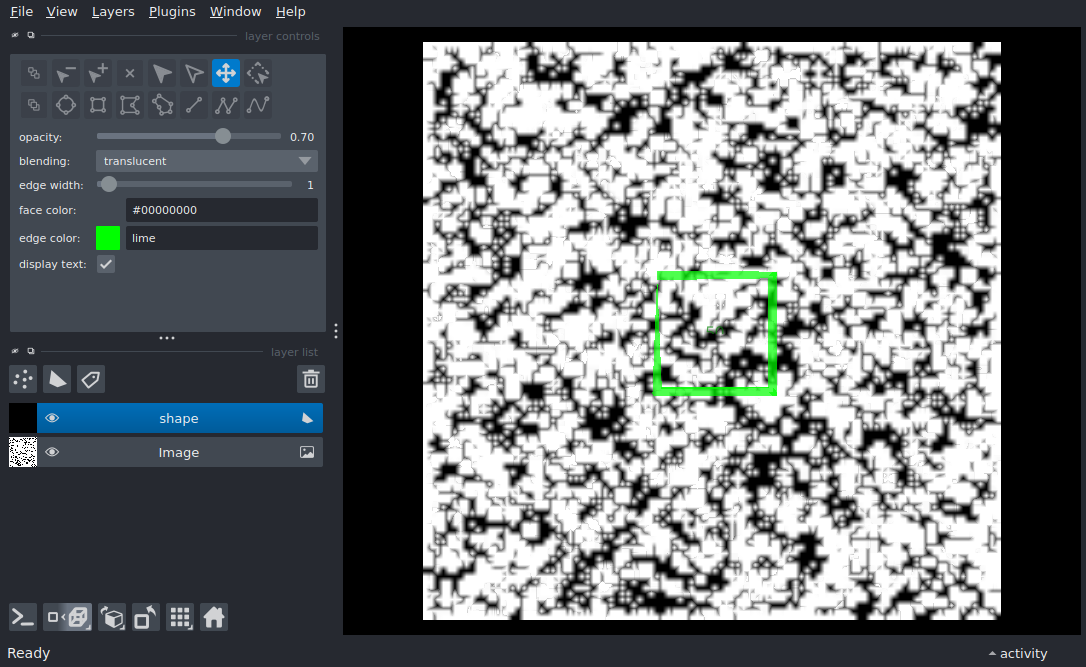 File View Layers Plugins Window Help
layer controls
opacity: 0.70
blending: translucent
edge width: 1
face color: #00000000
edge color: lime
display text:
layer list
shape
Image
Ready
activity